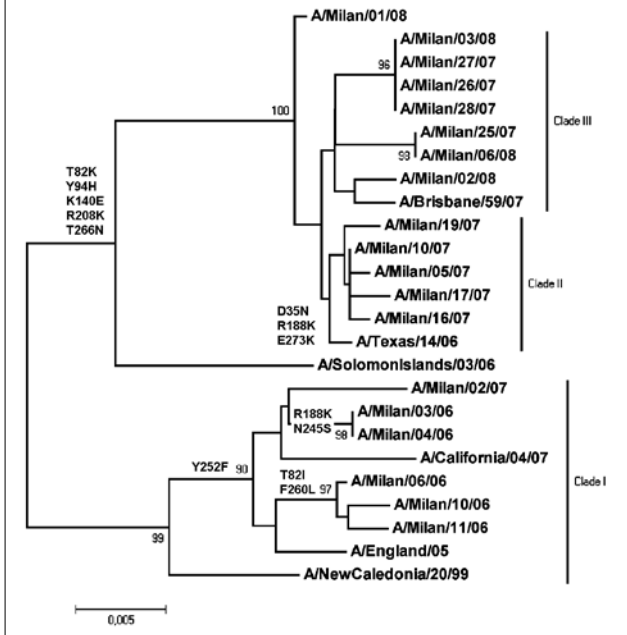 A/Milan/01/08
A/Milan/03/08
96
A/Milan/27/07
A/Milan/26/07
A/Milan/28/07
100
Clade III
A/Milan/25/07
98
A/Milan/06/08
T82K
Y94H
K140E
R208K
T266N
A/Milan/02/08
A/Brisbane/59/07
A/Milan/19/07
A/Milan/10/07
A/Milan/05/07
Clade II
A/Milan/17/07
D35N
R188K
E273K
A/Milan/16/07
A/Texas/14/06
A/SolomonIslands/03/06
A/Milan/02/07
R188K
N245S
A/Milan/03/06
98
A/Milan/04/06
A/California/04/07
Y252F
90
T82I
F260L
97
A/Milan/06/06
Clade I
A/Milan/10/06
A/Milan/11/06
99
A/England/05
A/NewCaledonia/20/99
0,005